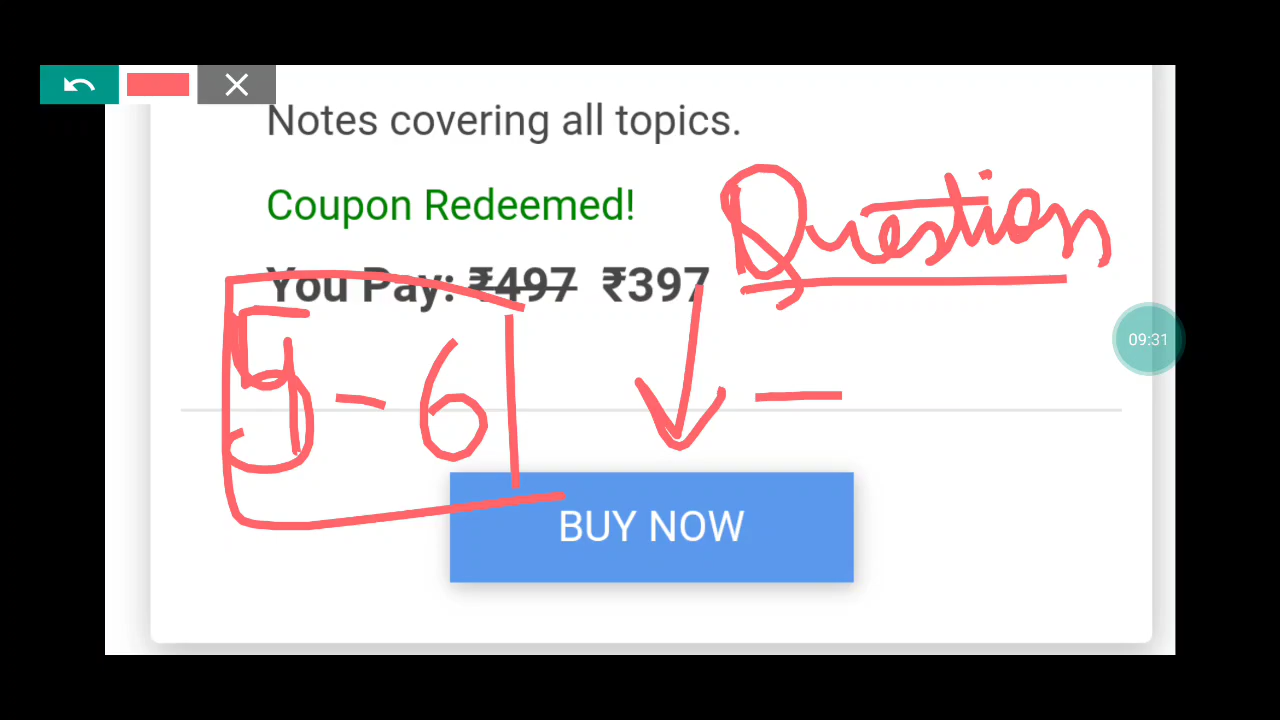 Notes covering all topics.
Coupon Redeemed!
Question
You Pay: ₹497 ₹397
09:31
5 - 6
BUY NOW